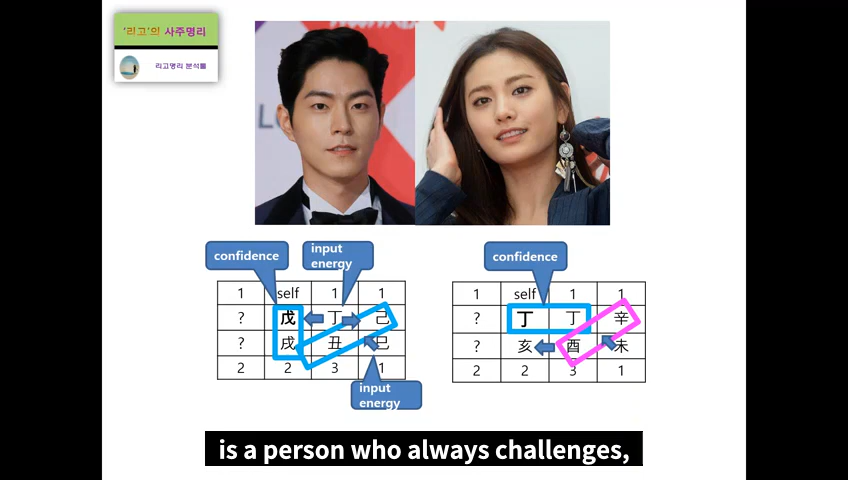 '리고'의 사주명리
리고명리 분석툴
confidence
input
energy
1 self 1 1
? 戊 丁 己
? 戌 丑 巳
2 2 3 1
input
energy
confidence
1 self 1 1
? 丁 丁 辛
? 亥 酉 未
2 2 3 1
is a person who always challenges,